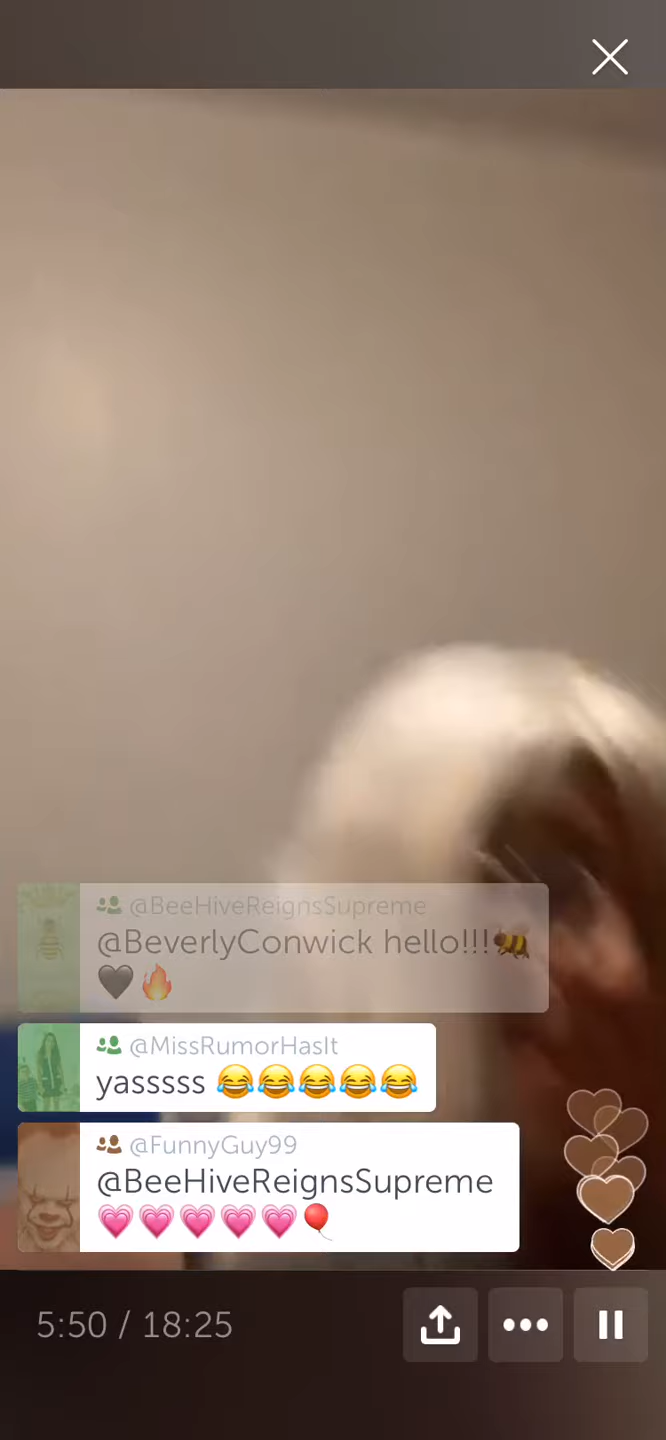 @BeeHiveReignsSupreme
@BeverlyConwick hello!!!🐝
🖤🔥
@MissRumorHasIt
yasssss 😂😂😂😂😂
@FunnyGuy99
@BeeHiveReignsSupreme
💗💗💗💗💗🎈
5:50 / 18:25